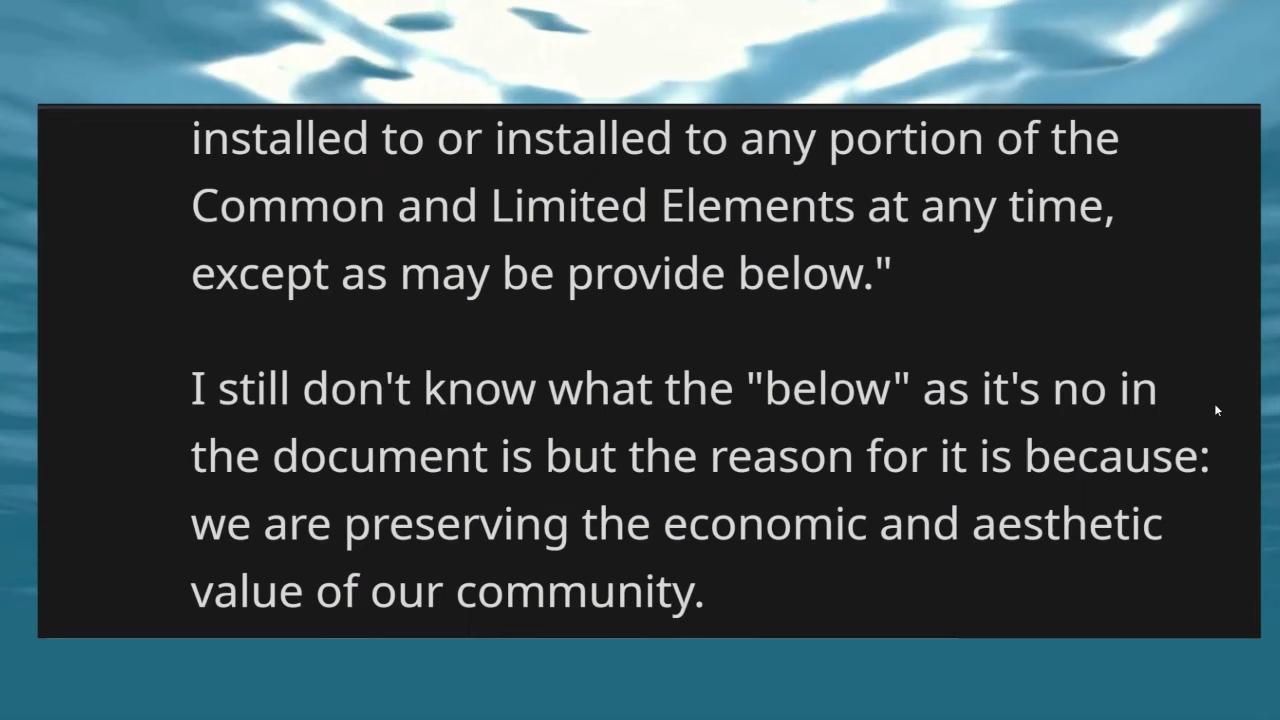 installed to or installed to any portion of the
Common and Limited Elements at any time,
except as may be provide below."
I still don't know what the "below" as it's no in
the document is but the reason for it is because:
we are preserving the economic and aesthetic
value of our community.